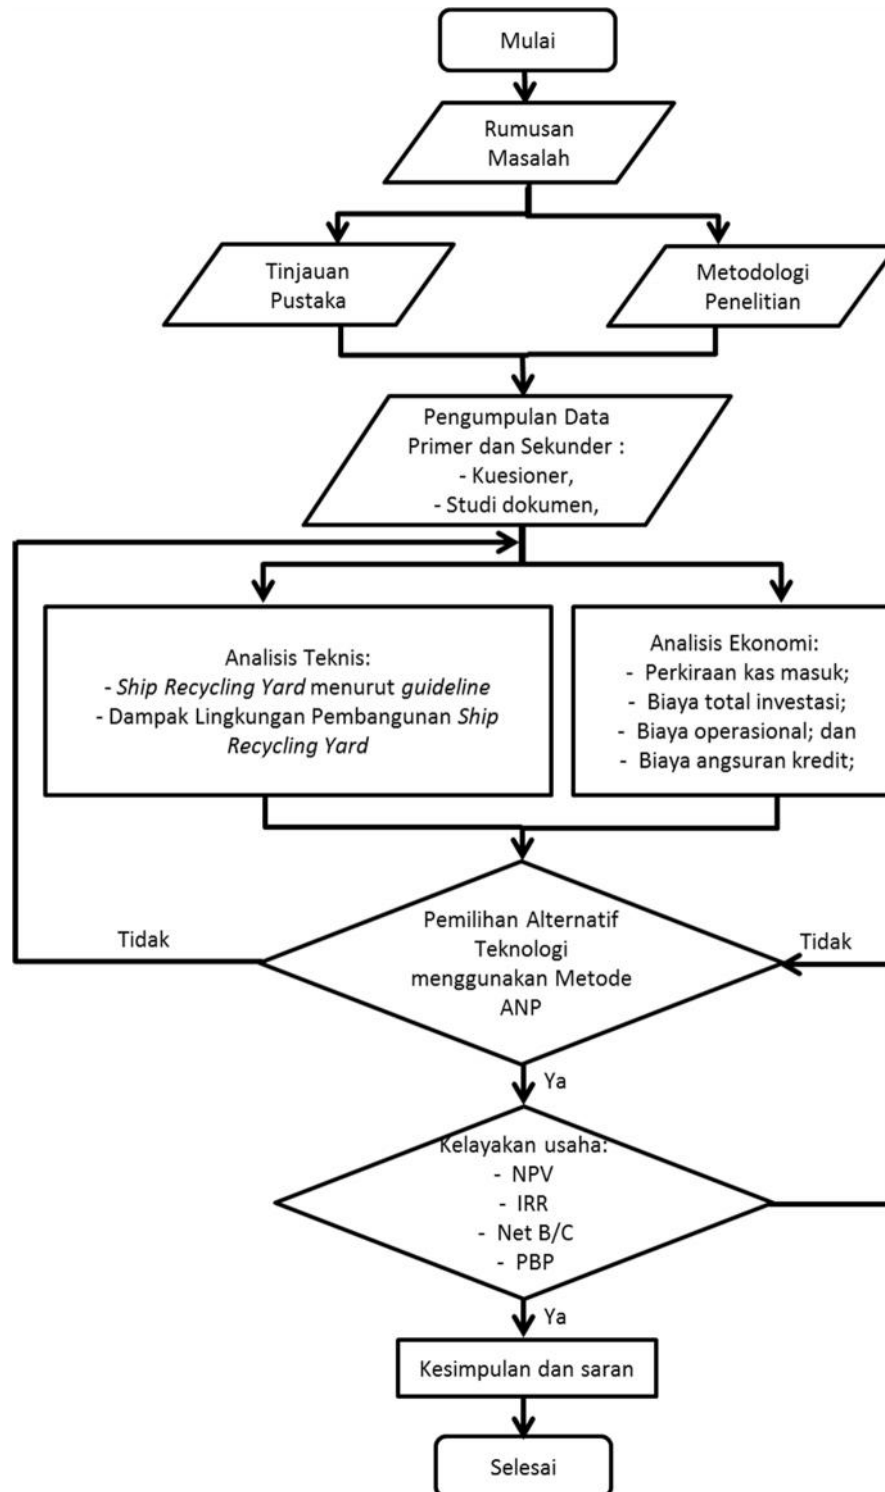 Mulai
Rumusan
Masalah
Tinjauan
Pustaka
Metodologi
Penelitian
Pengumpulan Data
Primer dan Sekunder :
- Kuesioner,
- Studi dokumen,
Analisis Teknis:
- Ship Recycling Yard menurut guideline
- Dampak Lingkungan Pembangunan Ship
Recycling Yard
Analisis Ekonomi:
- Perkiraan kas masuk;
- Biaya total investasi;
- Biaya operasional; dan
- Biaya angsuran kredit;
Tidak
Pemilihan Alternatif
Teknologi
menggunakan Metode
ANP
Tidak
Ya
Kelayakan usaha:
- NPV
- IRR
- Net B/C
- PBP
Ya
Kesimpulan dan saran
Selesai